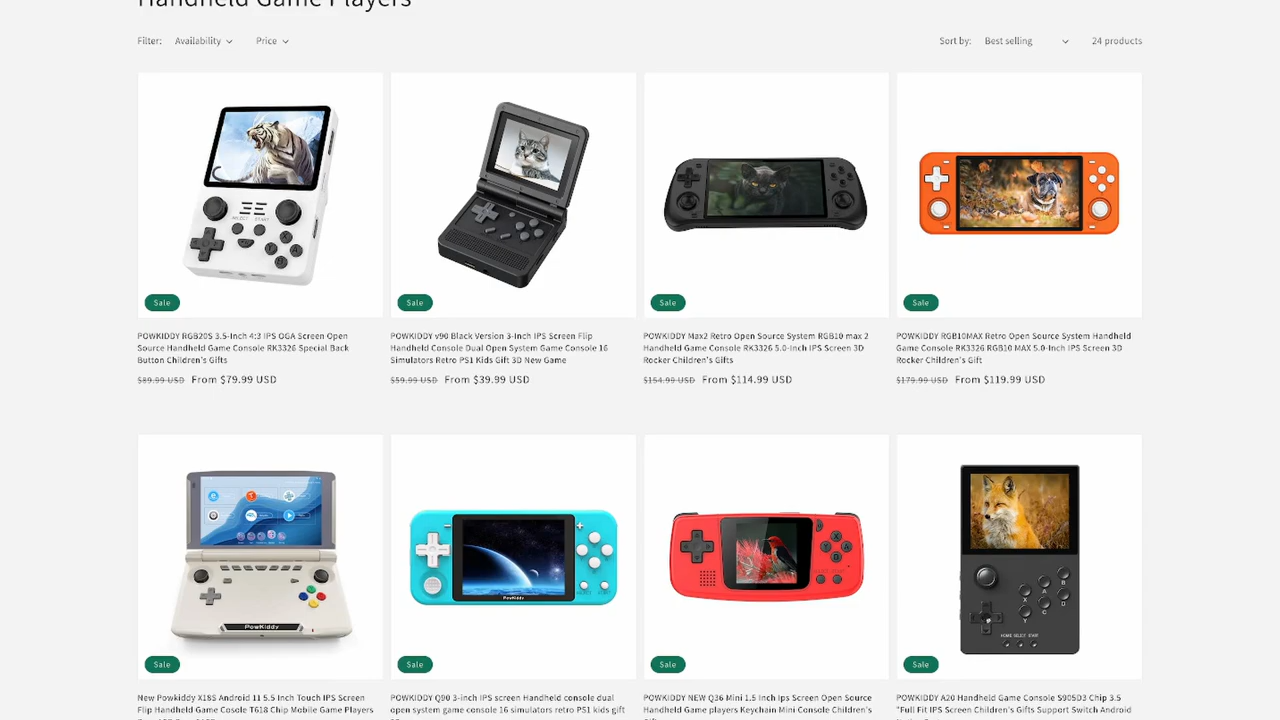 Handheld Game Players
Filter: Availability Price
Sort by: Best selling 24 products
SELECT START
Y X A
Sale
Sale
Sale
Sale
POWKIDDY RGB20S 3.5-Inch 4:3 IPS OGA Screen Open
Source Handheld Game Console RK3326 Special Back
Button Children's Gifts
$89.99 USD From $79.99 USD
POWKIDDY v90 Black Version 3-Inch IPS Screen Flip
Handheld Console Dual Open System Game Console 16
Simulators Retro PS1 Kids Gift 3D New Game
$59.99 USD From $39.99 USD
POWKIDDY Max2 Retro Open Source System RGB10 max 2
Handheld Game Console RK3326 5.0-Inch IPS Screen 3D
Rocker Children's Gifts
$154.99 USD From $114.99 USD
POWKIDDY RGB10MAX Retro Open Source System Handheld
Game Console RK3326 RGB10 MAX 5.0-Inch IPS Screen 3D
Rocker Children's Gift
$179.99 USD From $119.99 USD
PowKiddy
PowKiddy
X
Y A
B
B
A D
X C
Y
HOME SELECT START
Sale
Sale
Sale
Sale
New Powkiddy X18S Android 11 5.5 Inch Touch IPS Screen
Flip Handheld Game Cosole T618 Chip Mobile Game Players
POWKIDDY Q90 3-inch IPS screen Handheld console dual
open system game console 16 simulators retro PS1 kids gift
POWKIDDY NEW Q36 Mini 1.5 Inch Ips Screen Open Source
Handheld Game players Keychain Mini Console Children's
POWKIDDY A20 Handheld Game Console S905D3 Chip 3.5
"Full Fit IPS Screen Children's Gifts Support Switch Android